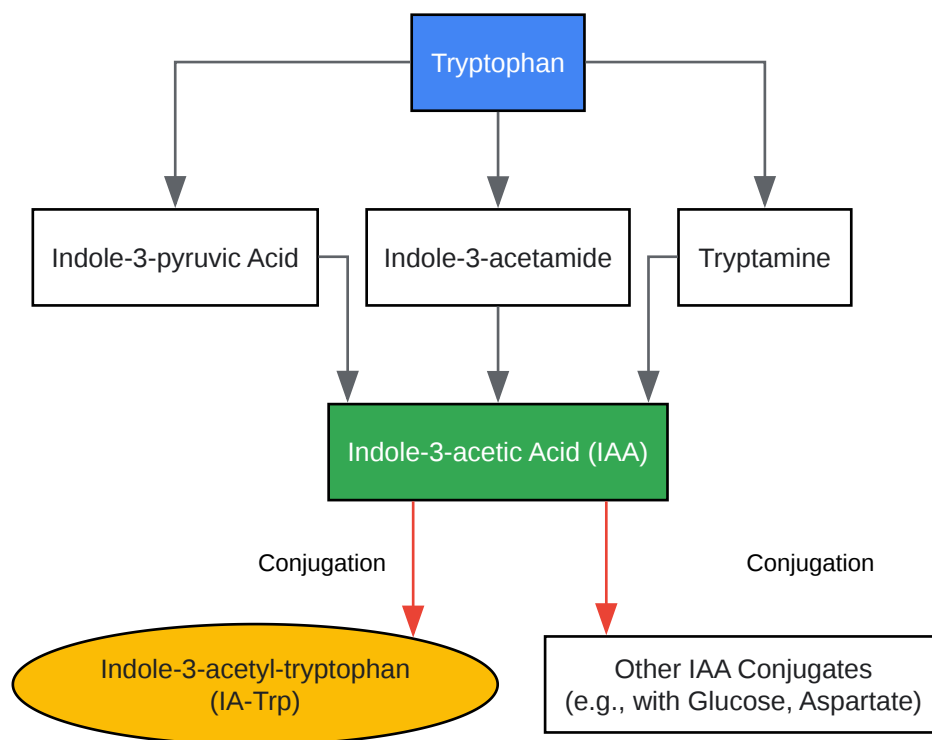 Tryptophan
Indole-3-pyruvic Acid
Indole-3-acetamide
Tryptamine
Indole-3-acetic Acid (IAA)
Conjugation
Conjugation
Indole-3-acetyl-tryptophan
(IA-Trp)
Other IAA Conjugates
(e.g., with Glucose, Aspartate)